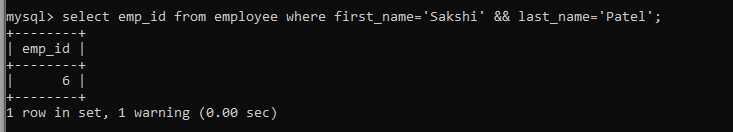 mysql> select emp_id from employee where first_name='Sakshi' && last_name='Patel';
+--------+
| emp_id |
+--------+
|      6 |
+--------+
1 row in set, 1 warning (0.00 sec)